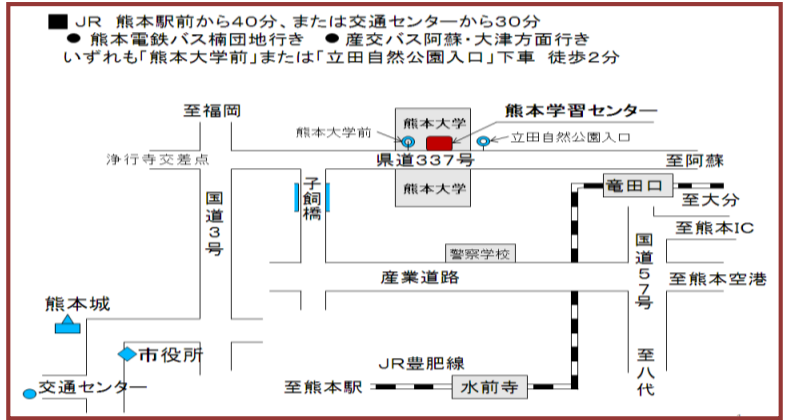 ■ JR 熊本駅前から40分、または交通センターから30分
● 熊本電鉄バス楠団地行き ● 産交バス阿蘇・大津方面行き
いずれも「熊本大学前」または「立田自然公園入口」下車 徒歩2分
至福岡
熊本大学
熊本学習センター
熊本大学前
立田自然公園入口
浄行寺交差点
県道337号
至阿蘇
子飼橋
熊本大学
竜田口
国道3号
至大分
至熊本IC
国道57号
警察学校
産業道路
至熊本空港
熊本城
市役所
JR豊肥線
至八代
交通センター
至熊本駅
水前寺